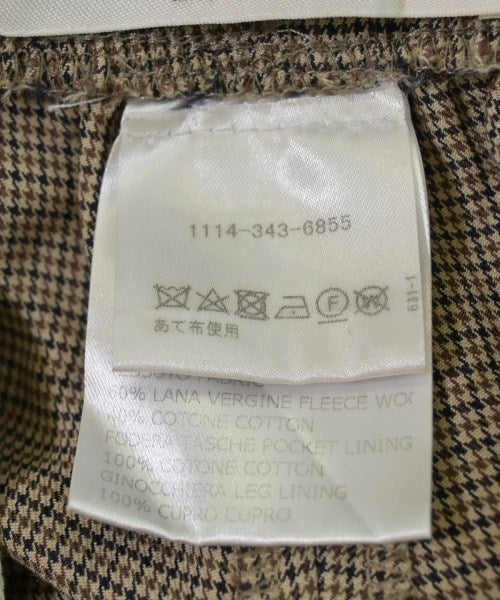 1114-343-6855
631-1
あて布使用
60% LANA VERGINE FLEECE
40% COTONE COTTON
FODERA TASCHE POCKET LINING
100% COTONE COTTON
GINOCCHIERA LEG LINING
100% CUPRO CUPRO